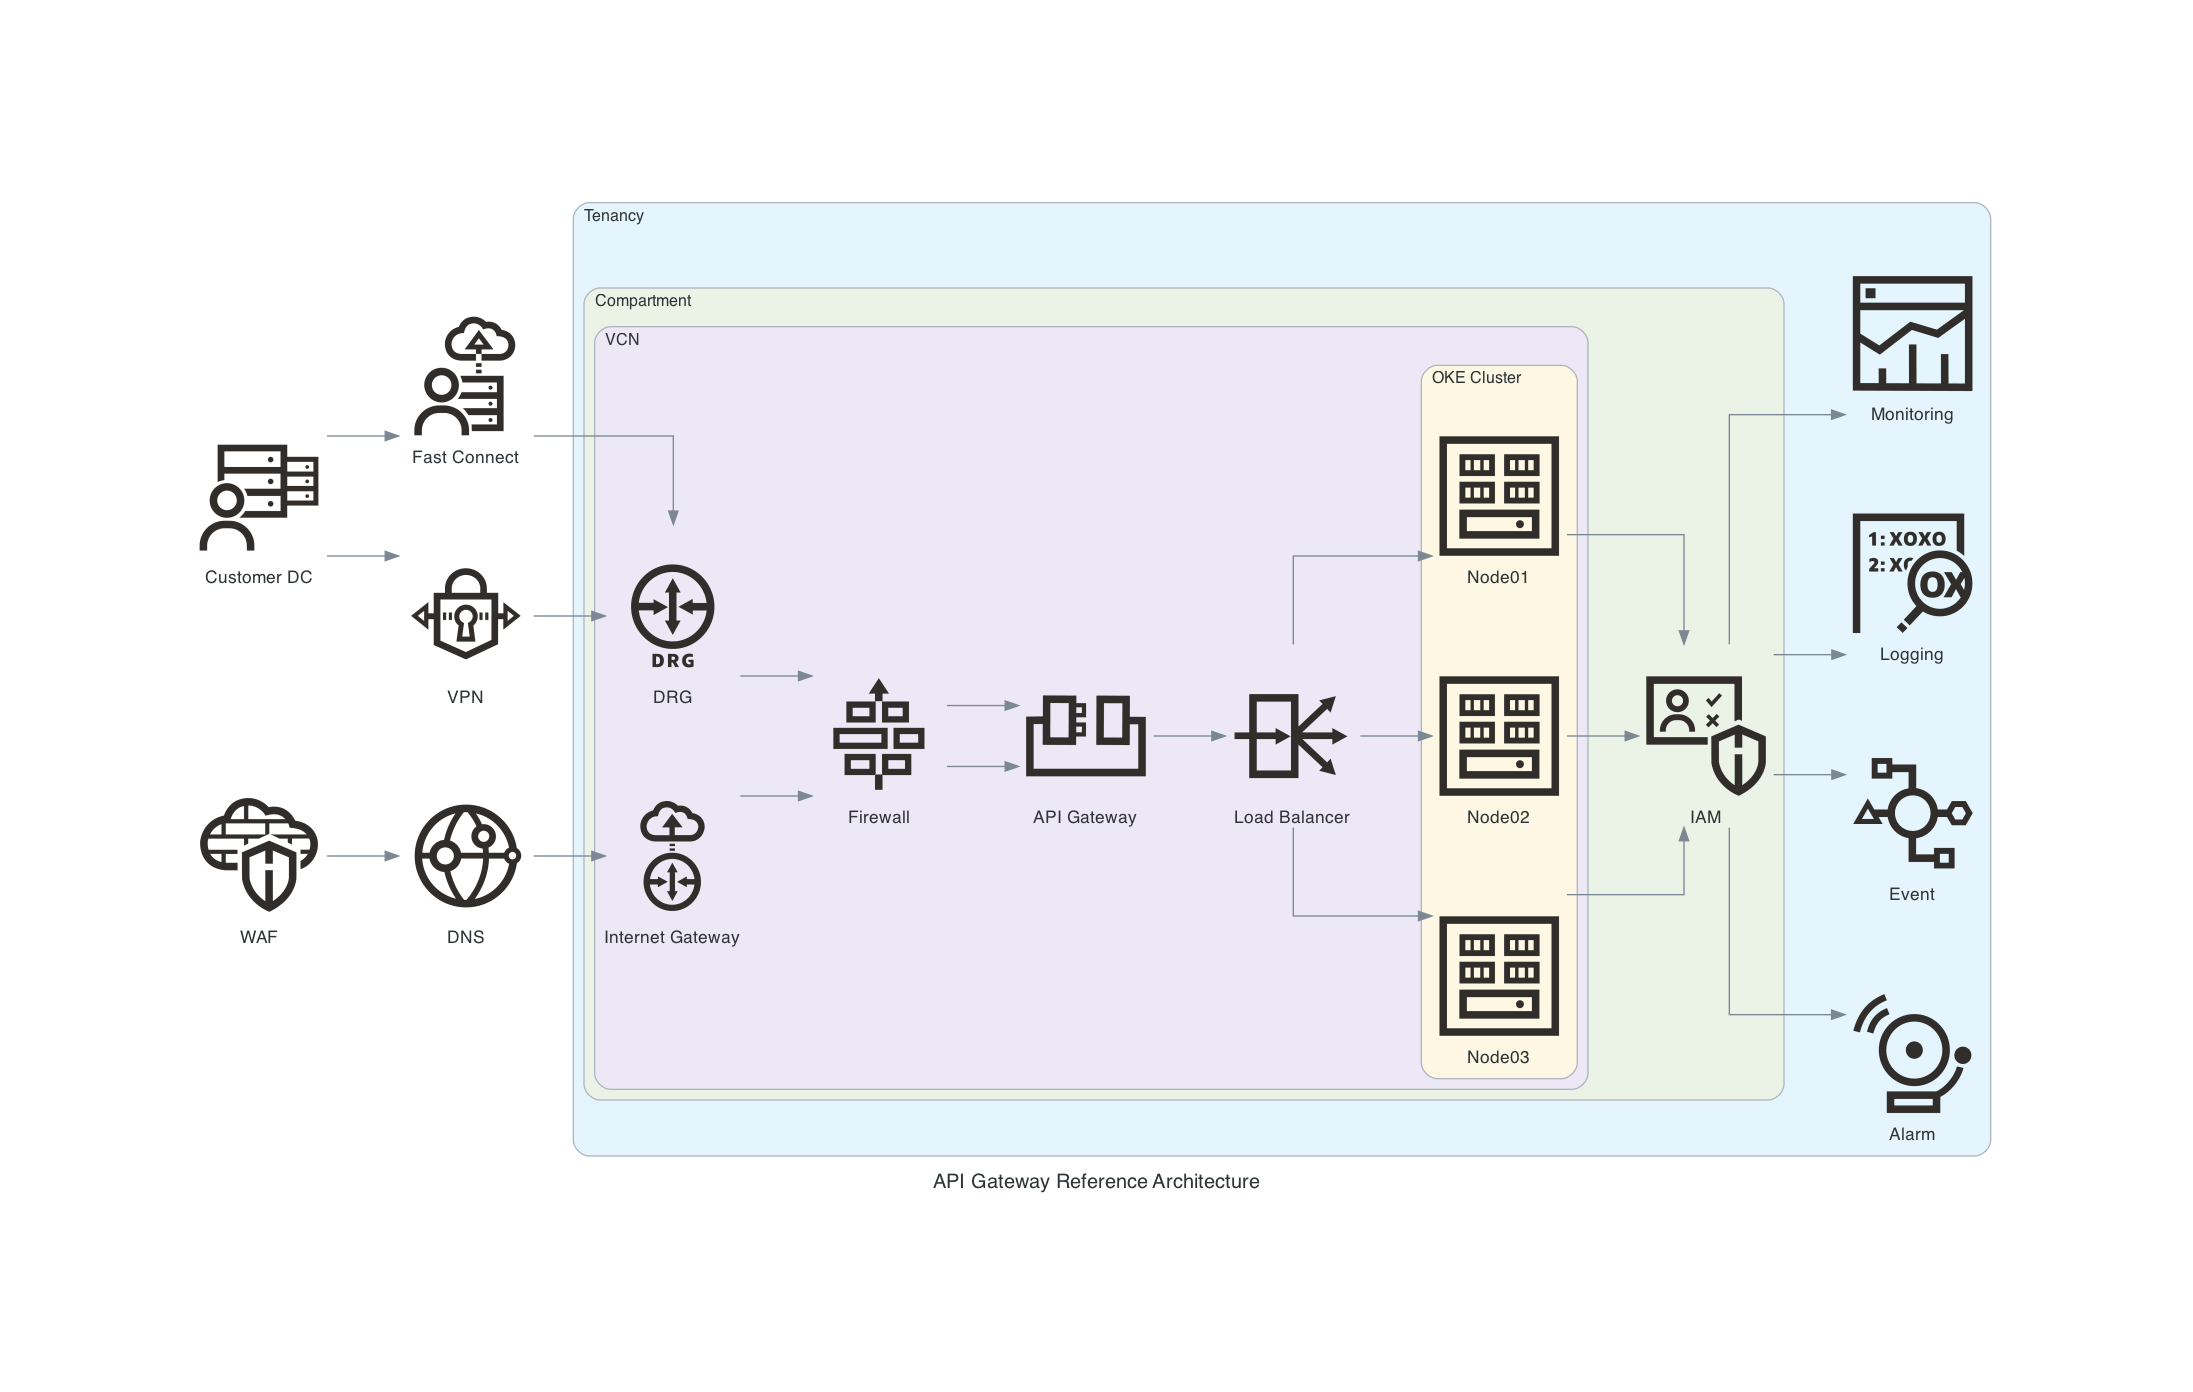 Tenancy
Compartment
VCN
OKE Cluster
Fast Connect
Customer DC
VPN
DRG
DRG
WAF
DNS
Internet Gateway
Firewall
API Gateway
Load Balancer
Node01
Node02
Node03
IAM
Monitoring
1: XOXO
2: XO
OX
Logging
Event
Alarm
API Gateway Reference Architecture